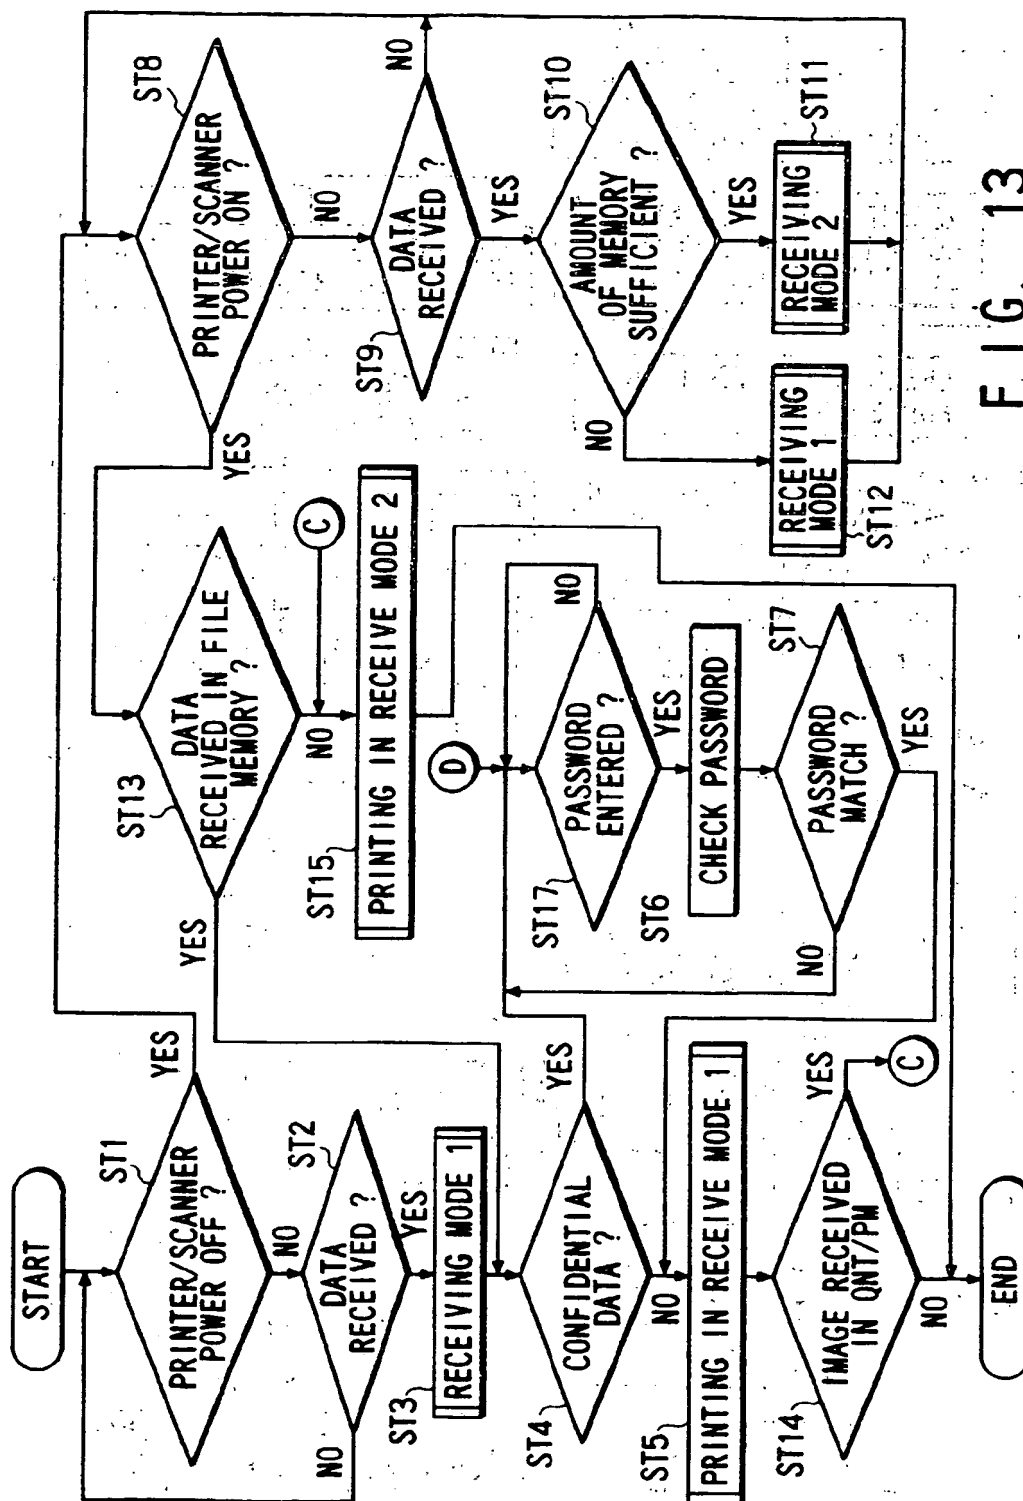 START
ST1
PRINTER/SCANNER
POWER OFF ?
YES
NO
ST2
DATA
RECEIVED ?
NO
YES
ST3
RECEIVING MODE 1
ST4
CONFIDENTIAL
DATA ?
YES
NO
ST5
PRINTING IN RECEIVE MODE 1
ST14
IMAGE RECEIVED
IN QNT/PM
YES
C
NO
END
ST13
DATA
RECEIVED IN FILE
MEMORY ?
YES
NO
C
ST15
PRINTING IN RECEIVE MODE 2
D
ST17
PASSWORD
ENTERED ?
NO
YES
ST6
CHECK PASSWORD
ST7
PASSWORD
MATCH ?
NO
YES
ST8
PRINTER/SCANNER
POWER ON ?
YES
NO
ST9
DATA
RECEIVED ?
NO
YES
ST10
AMOUNT
OF MEMORY
SUFFICIENT ?
NO
YES
RECEIVING
MODE 2
ST11
RECEIVING
MODE 1
ST12
FIG. 13